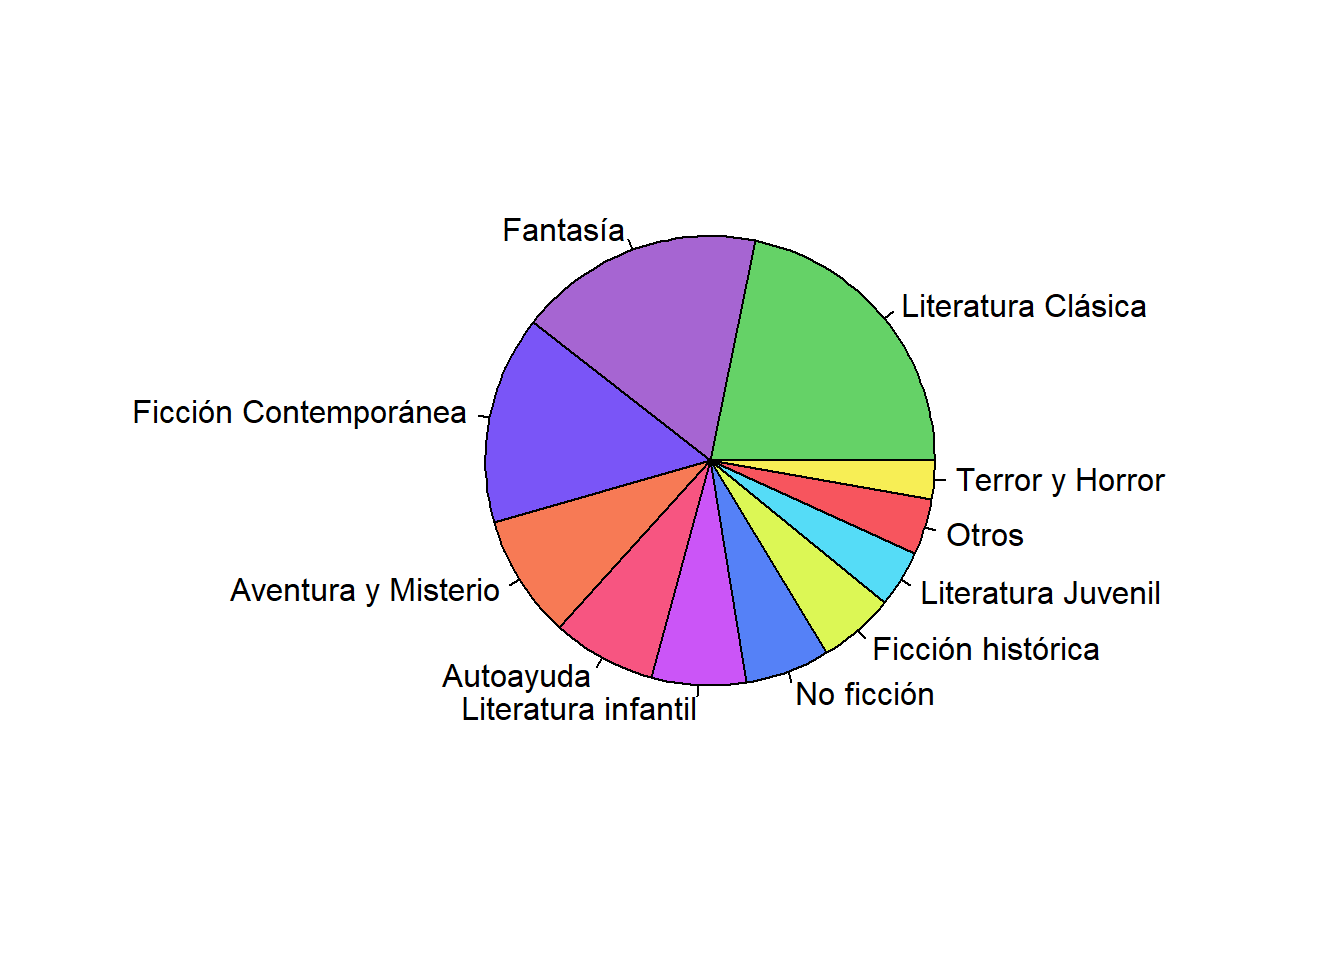 Fantasía
Literatura Clásica
Ficción Contemporánea
Terror y Horror
Otros
Aventura y Misterio
Literatura Juvenil
Ficción histórica
Autoayuda
No ficción
Literatura infantil